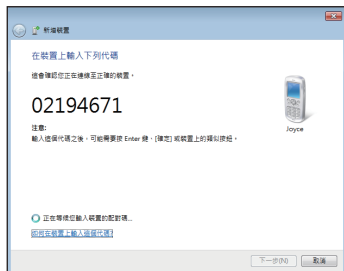 新增裝置
在裝置上輸入下列代碼
這會確認您正在連線至正確的裝置。
02194671
Joyce
注意:
輸入這個代碼之後，可能需要按 Enter 鍵、[確定] 或裝置上的類似按鈕。
正在等候您輸入裝置的配對碼...
如何在裝置上輸入這個代碼?
下一步(N)
取消